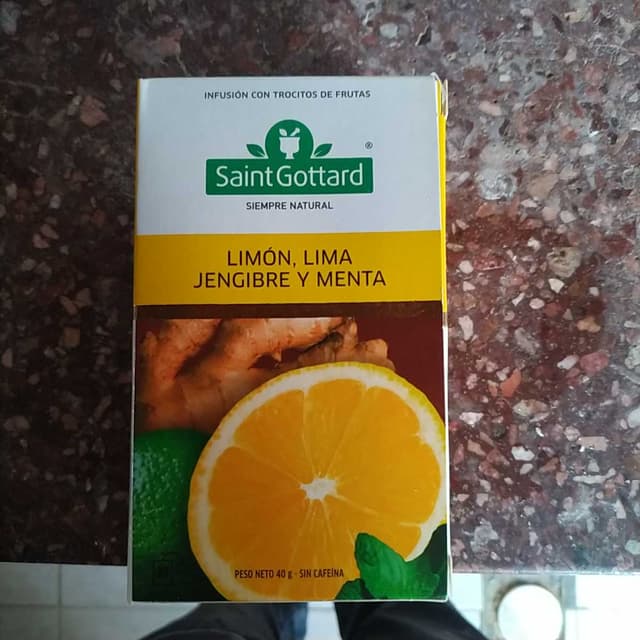 INFUSIÓN CON TROCITOS DE FRUTAS
SaintGottard®
SIEMPRE NATURAL
LIMÓN, LIMA
JENGIBRE Y MENTA
PESO NETO 40 g - SIN CAFEÍNA